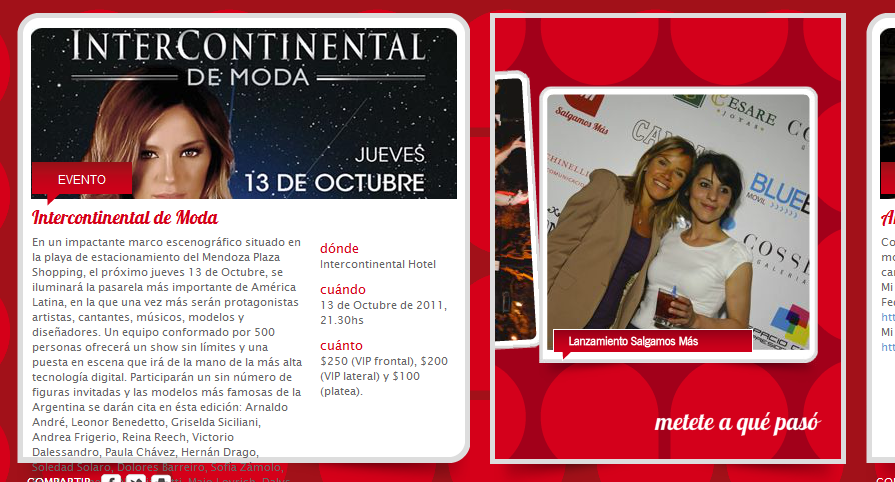 INTERCONTINENTAL
DE MODA
JUEVES
13 DE OCTUBRE
EVENTO
Intercontinental de Moda
En un impactante marco escenográfico situado en
la playa de estacionamiento del Mendoza Plaza
Shopping, el próximo jueves 13 de Octubre, se
iluminará la pasarela más importante de América
Latina, en la que una vez más serán protagonistas
artistas, cantantes, músicos, modelos y
diseñadores. Un equipo conformado por 500
personas ofrecerá un show sin límites y una
puesta en escena que irá de la mano de la más alta
tecnología digital. Participarán un sin número de
figuras invitadas y las modelos más famosas de la
Argentina se darán cita en ésta edición: Arnaldo
André, Leonor Benedetto, Griselda Siciliani,
Andrea Frigerio, Reina Reech, Victorio
Dalessandro, Paula Chávez, Hernán Drago,
Soledad Solaro, Dolores Barreiro, Sofía Zámolo,
COMPARTIR
dónde
Intercontinental Hotel
cuándo
13 de Octubre de 2011,
21.30hs
cuánto
$250 (VIP frontal), $200
(VIP lateral) y $100
(platea).
Salgamos Más
CESARE
JOYAS
BLUE
MOVIL
GALERIA
Lanzamiento Salgamos Más
metete a qué pasó
Co
Mi
Mi